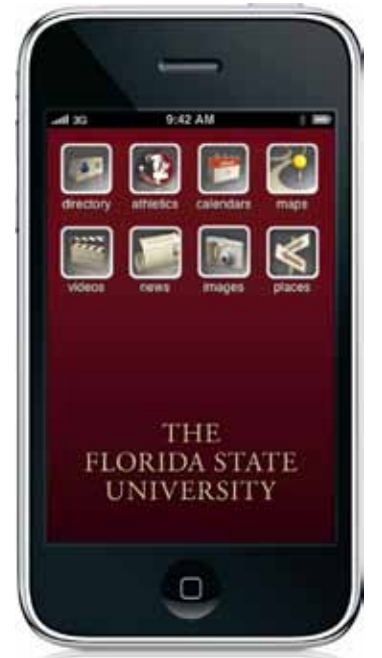 3G 9:42 AM
directory athletics calendars maps
videos news images places
THE
FLORIDA STATE
UNIVERSITY